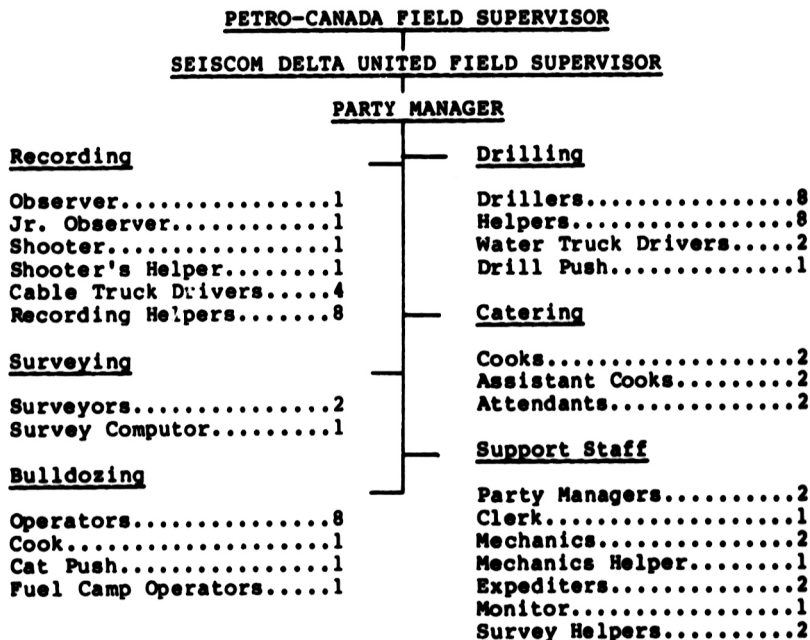 PETRO-CANADA FIELD SUPERVISOR
SEISCOM DELTA UNITED FIELD SUPERVISOR
PARTY MANAGER
Recording
Observer....................1
Jr. Observer................1
Shooter.....................1
Shooter's Helper........1
Cable Truck Drivers.....4
Recording Helpers.......8
Surveying
Surveyors...............2
Survey Computor.........1
Bulldozing
Operators...............8
Cook....................1
Cat Push................1
Fuel Camp Operators.....1
Drilling
Drillers................8
Helpers.................8
Water Truck Drivers.....2
Drill Push..............1
Catering
Cooks...................2
Assistant Cooks.........2
Attendants..............2
Support Staff
Party Managers..........2
Clerk...................1
Mechanics...............2
Mechanics Helper........1
Expediters..............2
Monitor.................1
Survey Helpers..........2